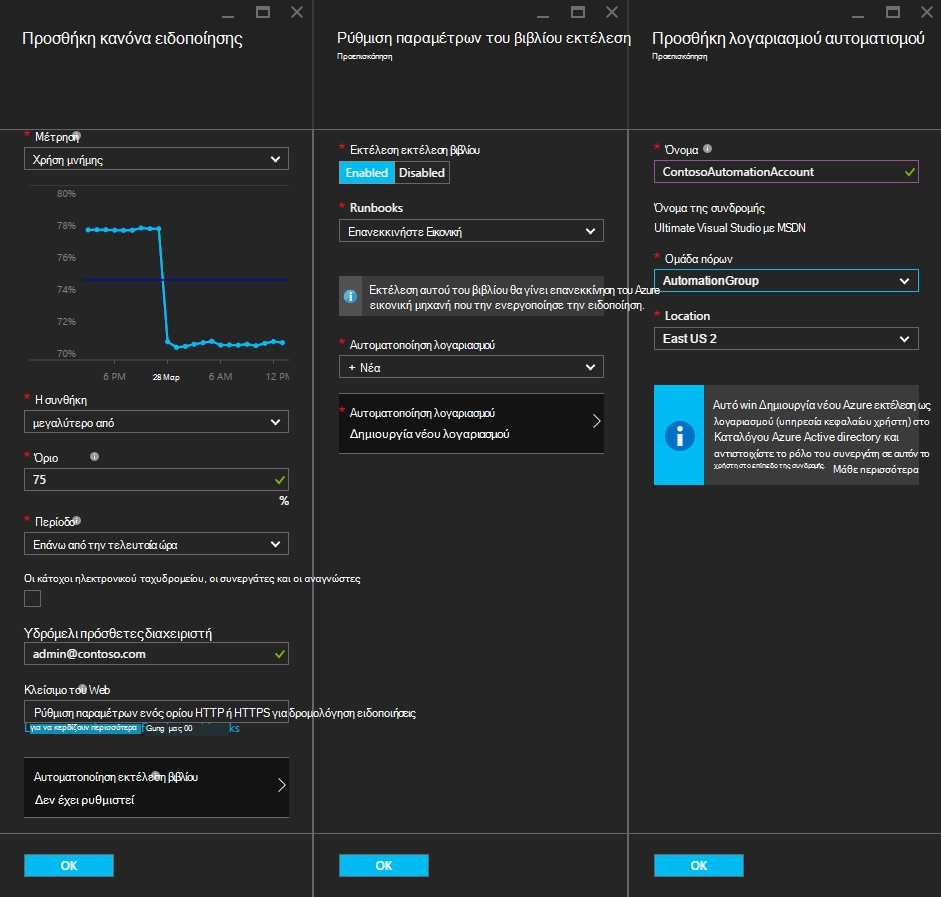 Προσθήκη κανόνα ειδοποίησης
* Μέτρηση
Χρήση μνήμης
80%
78%
76%
74%
72%
70%
6 PM
28 Μαρ
6 AM
12 PM
* Η συνθήκη
μεγαλύτερο από
* Όριο
75
%
* Περίοδο
Επάνω από την τελευταία ώρα
Οι κάτοχοι ηλεκτρονικού ταχυδρομείου, οι συνεργάτες και οι αναγνώστες
Υδρόμελι πρόσθετες διαχειριστή
admin@contoso.com
Κλείσιμο του Web
Ρύθμιση παραμέτρων ενός ορίου HTTP ή HTTPS για δρομολόγηση ειδοποιήσεις
για να κερδίζουν περισσότερα Gung μας 00 ks
Αυτοματοποίηση εκτέλεση βιβλίου
Δεν έχει ρυθμιστεί
OK
Ρύθμιση παραμέτρων του βιβλίου εκτέλεση
Προεπισκόπηση
* Εκτέλεση εκτέλεση βιβλίου
Enabled
Disabled
* Runbooks
Επανεκκινήστε Εικονική
Εκτέλεση αυτού του βιβλίου θα γίνει επανεκκίνηση του Azure
εικονική μηχανή που την ενεργοποίησε την ειδοποίηση.
* Αυτοματοποίηση λογαριασμού
+ Νέα
* Αυτοματοποίηση λογαριασμού
Δημιουργία νέου λογαριασμού
OK
Προσθήκη λογαριασμού αυτοματισμού
Προεπισκόπηση
* Όνομα
ContosoAutomationAccount
Όνομα της συνδρομής
Ultimate Visual Studio με MSDN
* Ομάδα πόρων
AutomationGroup
* Location
East US 2
Αυτό win Δημιουργία νέου Azure εκτέλεση ως
λογαριασμού (υπηρεσία κεφαλαίου χρήστη) στο
Καταλόγου Azure Active directory και
αντιστοιχίστε το ρόλο του συνεργάτη σε αυτόν το
χρήστη στο επίπεδο της συνδρομής. Μάθε περισσότερα
OK